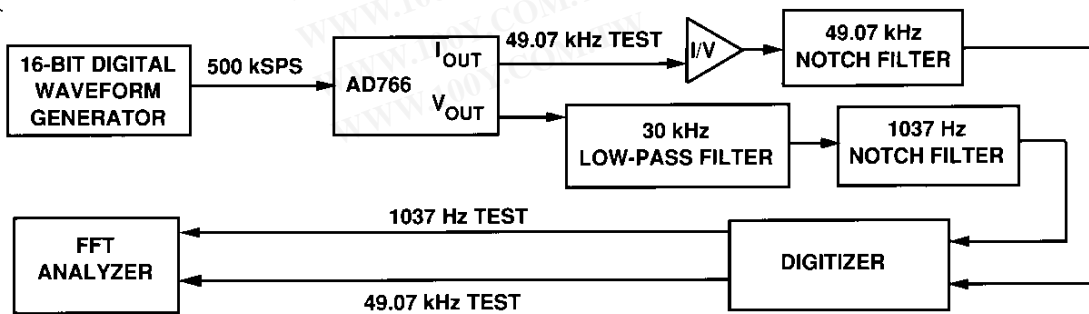 16-BIT DIGITAL
WAVEFORM
GENERATOR
500 kSPS
AD766
IOUT
VOUT
49.07 kHz TEST
I/V
49.07 kHz
NOTCH FILTER
30 kHz
LOW-PASS FILTER
1037 Hz
NOTCH FILTER
1037 Hz TEST
FFT
ANALYZER
DIGITIZER
49.07 kHz TEST